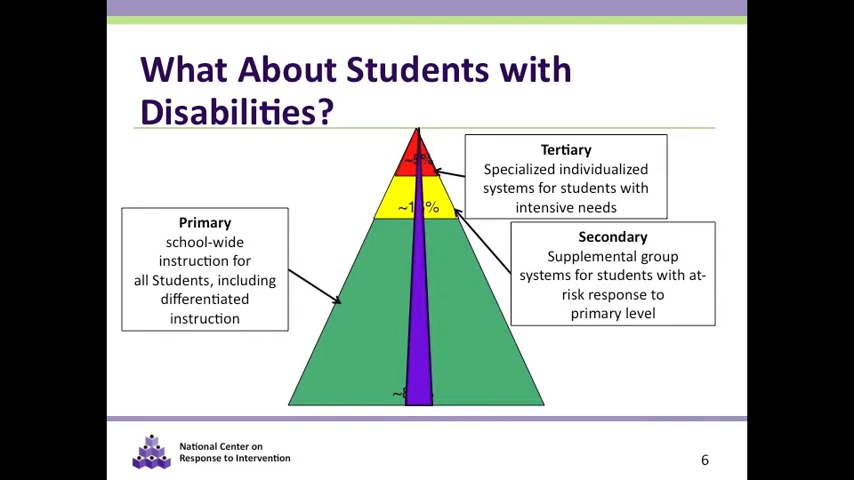 What About Students with
Disabilities?
Tertiary
Specialized individualized
systems for students with
intensive needs
Primary
school-wide
instruction for
all Students, including
differentiated
instruction
Secondary
Supplemental group
systems for students with at-
risk response to
primary level
National Center on
Response to Intervention
6